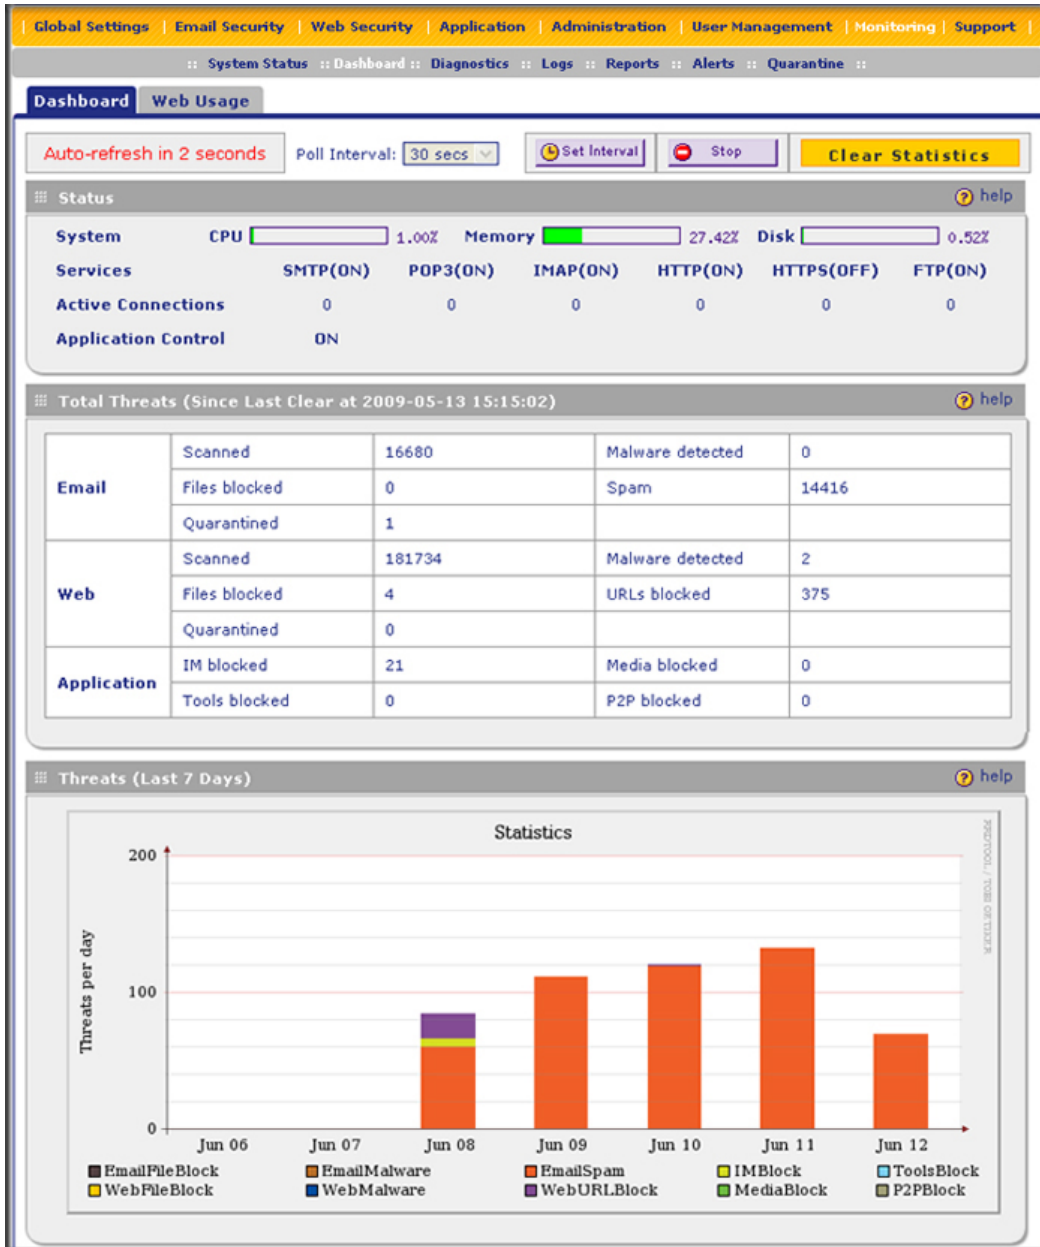 | Global Settings | Email Security | Web Security | Application | Administration | User Management | Monitoring | Support |
:: System Status :: Dashboard :: Diagnostics :: Logs :: Reports :: Alerts :: Quarantine ::
Dashboard Web Usage
Auto-refresh in 2 seconds Poll Interval: 30 secs Set Interval Stop Clear Statistics
Status help
System CPU 1.00% Memory 27.42% Disk 0.52%
Services SMTP(ON) POP3(ON) IMAP(ON) HTTP(ON) HTTPS(OFF) FTP(ON)
Active Connections 0 0 0 0 0 0
Application Control ON
Total Threats (Since Last Clear at 2009-05-13 15:15:02) help
Email Scanned 16680 Malware detected 0
Files blocked 0 Spam 14416
Quarantined 1
Web Scanned 181734 Malware detected 2
Files blocked 4 URLs blocked 375
Quarantined 0
Application IM blocked 21 Media blocked 0
Tools blocked 0 P2P blocked 0
Threats (Last 7 Days) help
Statistics
RRDTOOL / TOBI OETIKER
Threats per day
200
100
0
Jun 06 Jun 07 Jun 08 Jun 09 Jun 10 Jun 11 Jun 12
EmailFileBlock EmailMalware EmailSpam IMBlock ToolsBlock
WebFileBlock WebMalware WebURLBlock MediaBlock P2PBlock